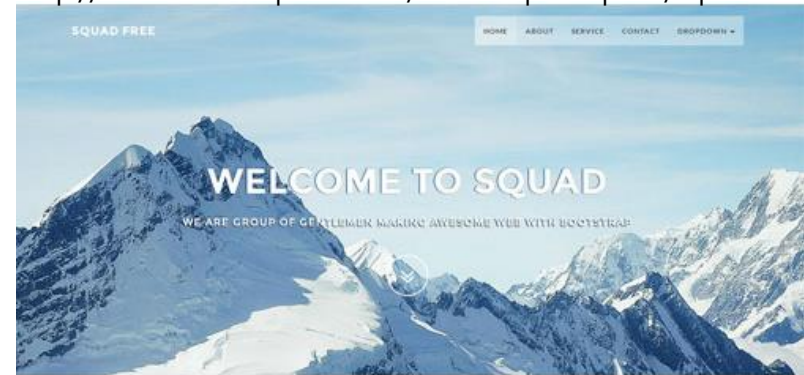 SQUAD FREE
HOME ABOUT SERVICE CONTACT DROPDOWN
WELCOME TO SQUAD
WE ARE GROUP OF GENTLEMEN MAKING AWESOME WEB WITH BOOTSTRAP